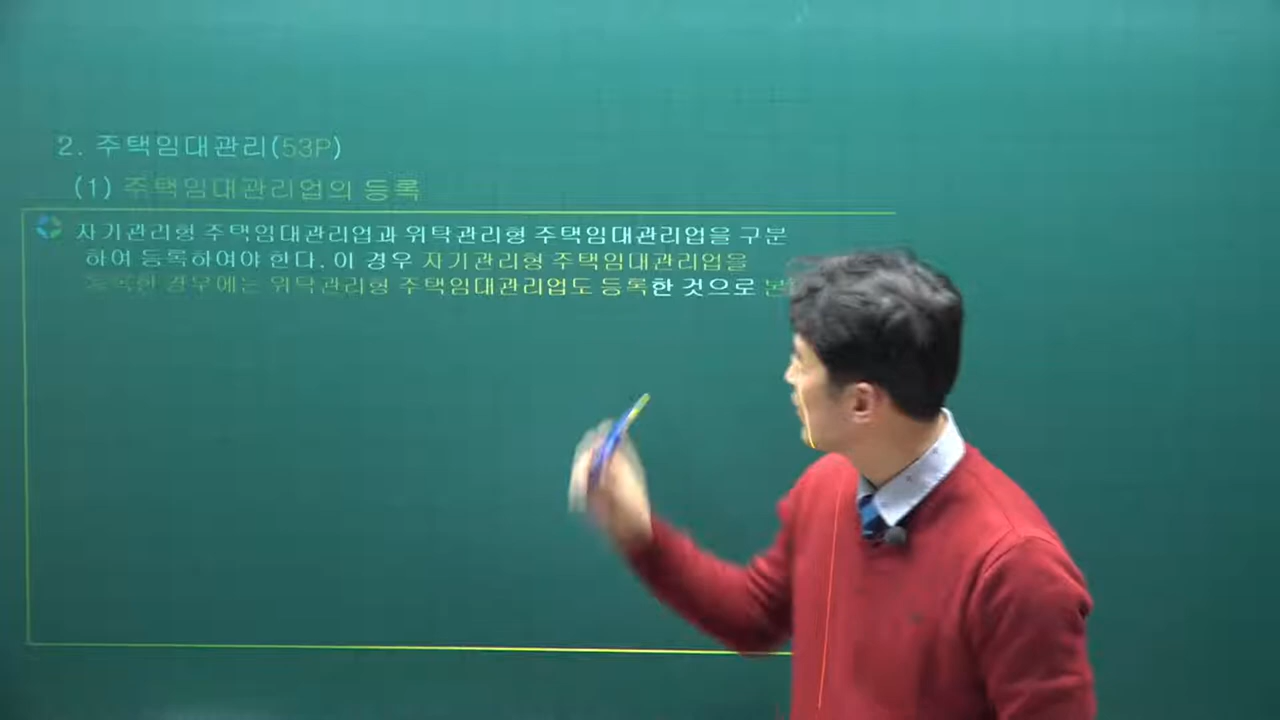 2. 주택임대관리(53P)
(1) 주택임대관리업의 등록
자기관리형 주택임대관리업과 위탁관리형 주택임대관리업을 구분
하여 등록하여야 한다. 이 경우 자기관리형 주택임대관리업을
등록한 경우에는 위탁관리형 주택임대관리업도 등록한 것으로 본